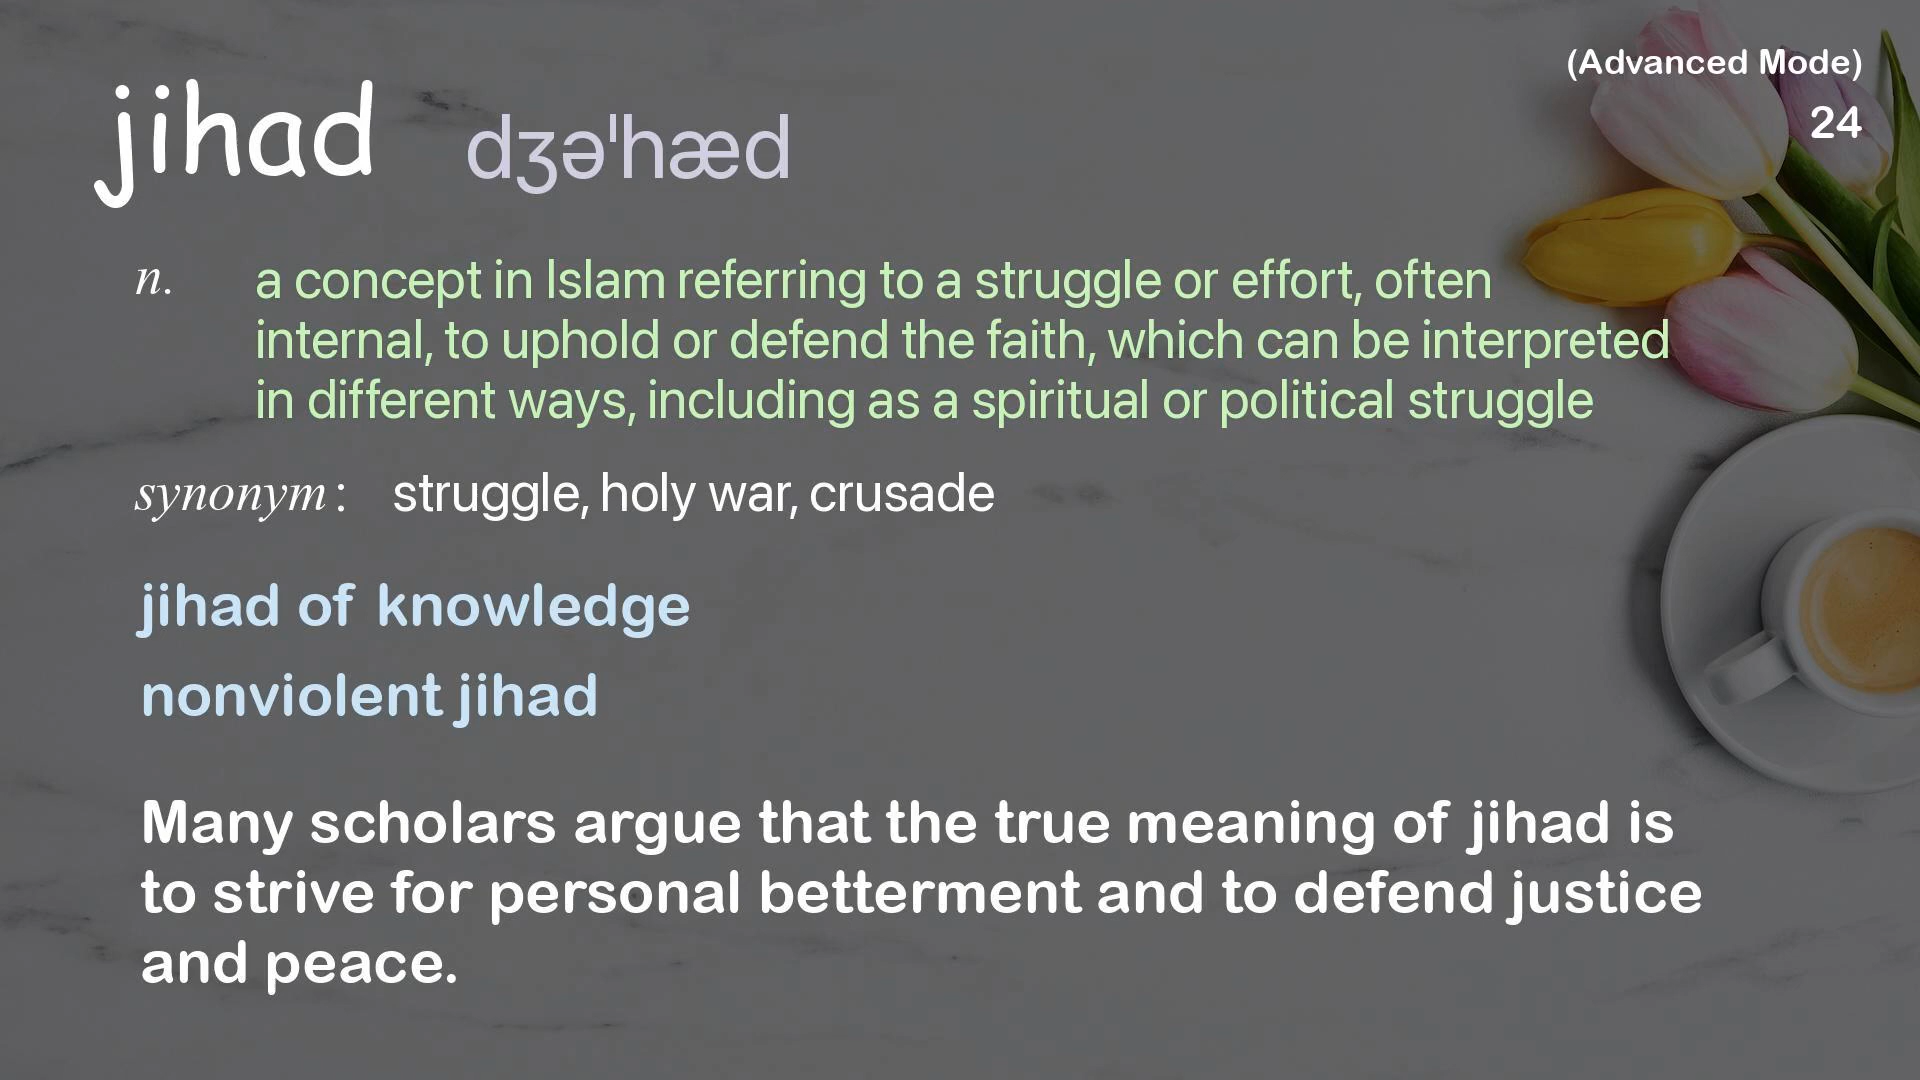 (Advanced Mode)
24
jihad dʒəˈhæd
n. a concept in Islam referring to a struggle or effort, often
internal, to uphold or defend the faith, which can be interpreted
in different ways, including as a spiritual or political struggle
synonym : struggle, holy war, crusade
jihad of knowledge
nonviolent jihad
Many scholars argue that the true meaning of jihad is
to strive for personal betterment and to defend justice
and peace.